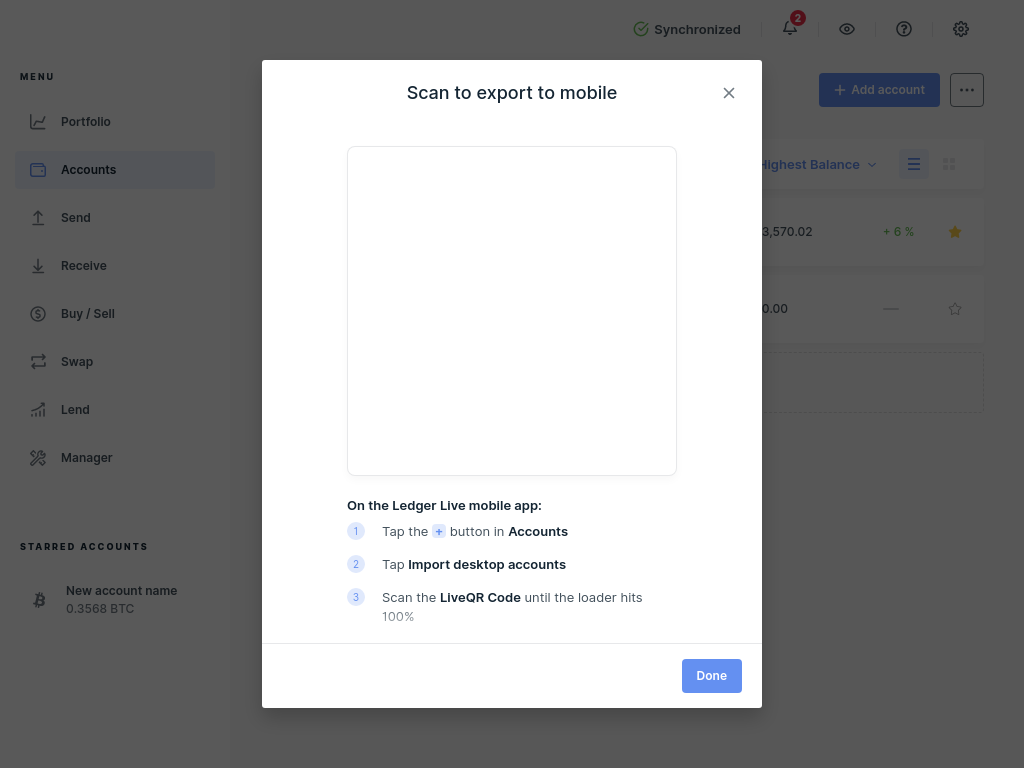 Synchronized
2
MENU
Portfolio
Accounts
Send
Receive
Buy / Sell
Swap
Lend
Manager
STARRED ACCOUNTS
New account name
0.3568 BTC
+ Add account
Highest Balance
3,570.02
+ 6 %
0.00
—
Scan to export to mobile
On the Ledger Live mobile app:
1 Tap the + button in Accounts
2 Tap Import desktop accounts
3 Scan the LiveQR Code until the loader hits
100%
Done